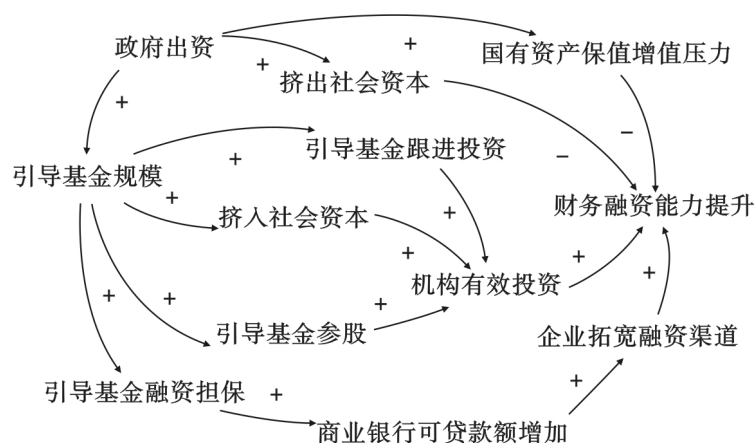 政府出资
+
国有资产保值增值压力
+
挤出社会资本
+
−
引导基金跟进投资
+
−
引导基金规模
+
财务融资能力提升
挤入社会资本
+
+
+
机构有效投资
+
+
+
+
引导基金参股
企业拓宽融资渠道
引导基金融资担保
+
+
商业银行可贷款额增加